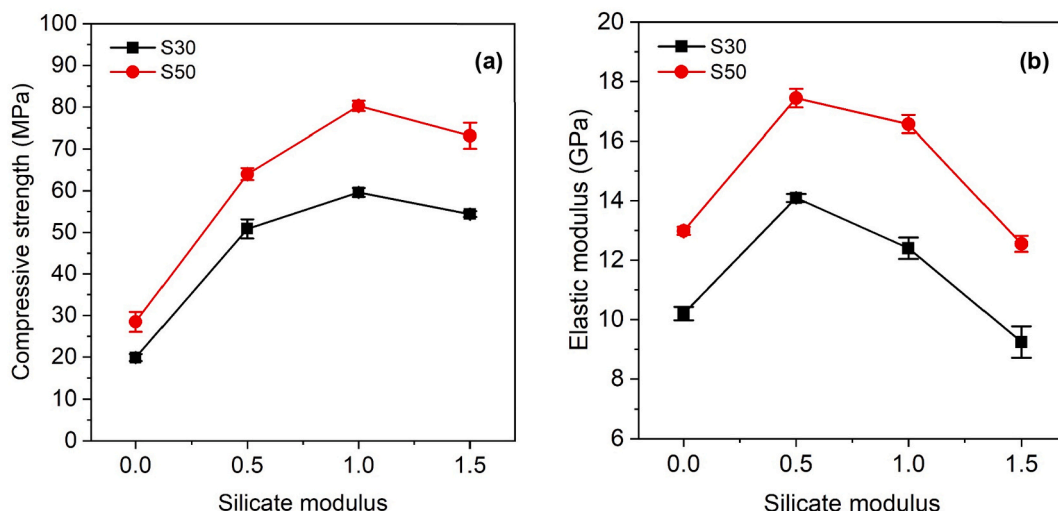 (a)
S30
S50
Compressive strength (MPa)
100
90
80
70
60
50
40
30
20
10
0
0.0 0.5 1.0 1.5
Silicate modulus
(b)
S30
S50
Elastic modulus (GPa)
20
18
16
14
12
10
8
6
0.0 0.5 1.0 1.5
Silicate modulus